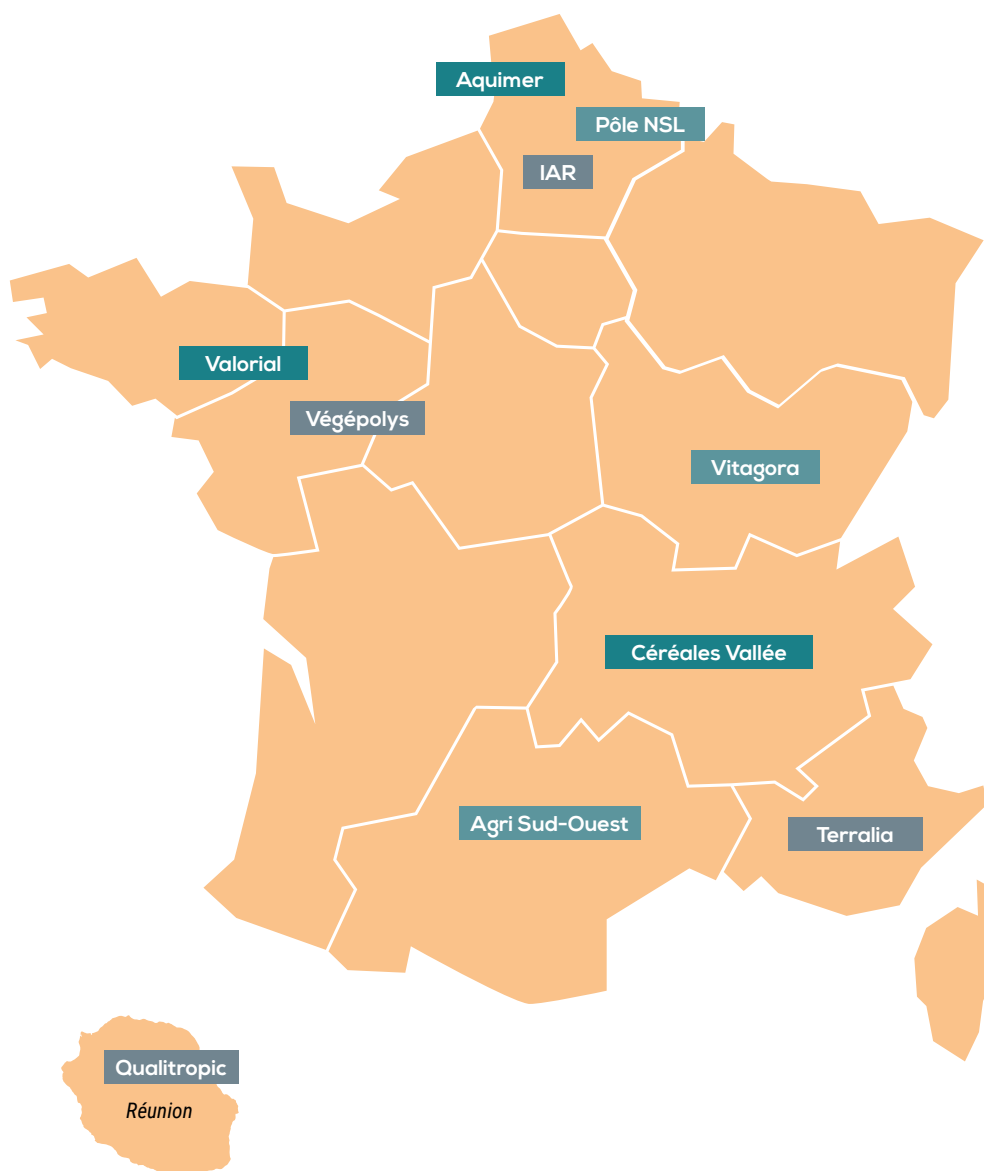 Aquimer
Pôle NSL
IAR
Valorial
Végépolys
Vitagora
Céréales Vallée
Agri Sud-Ouest
Terralia
Qualitropic
Réunion